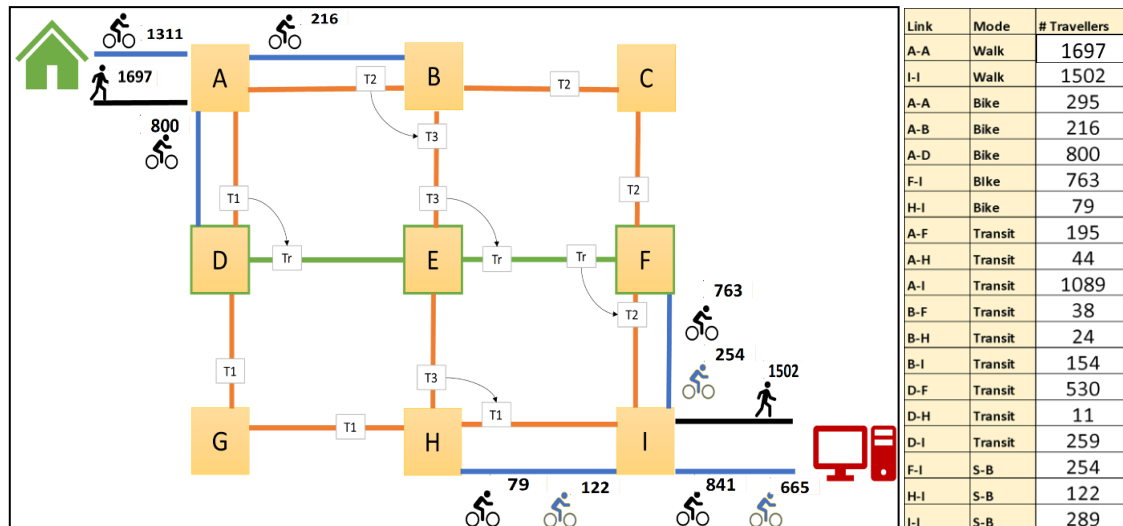 1311
216
1697
A
T2
B
T2
C
800
T3
T1
T3
T2
D
Tr
E
Tr
Tr
F
T2
763
254
1502
T1
T3
T1
G
T1
H
I
79
122
841
665
Link Mode # Travellers
A-A Walk 1697
I-I Walk 1502
A-A Bike 295
A-B Bike 216
A-D Bike 800
F-I BIke 763
H-I Bike 79
A-F Transit 195
A-H Transit 44
A-I Transit 1089
B-F Transit 38
B-H Transit 24
B-I Transit 154
D-F Transit 530
D-H Transit 11
D-I Transit 259
F-I S-B 254
H-I S-B 122
I-I S-B 289